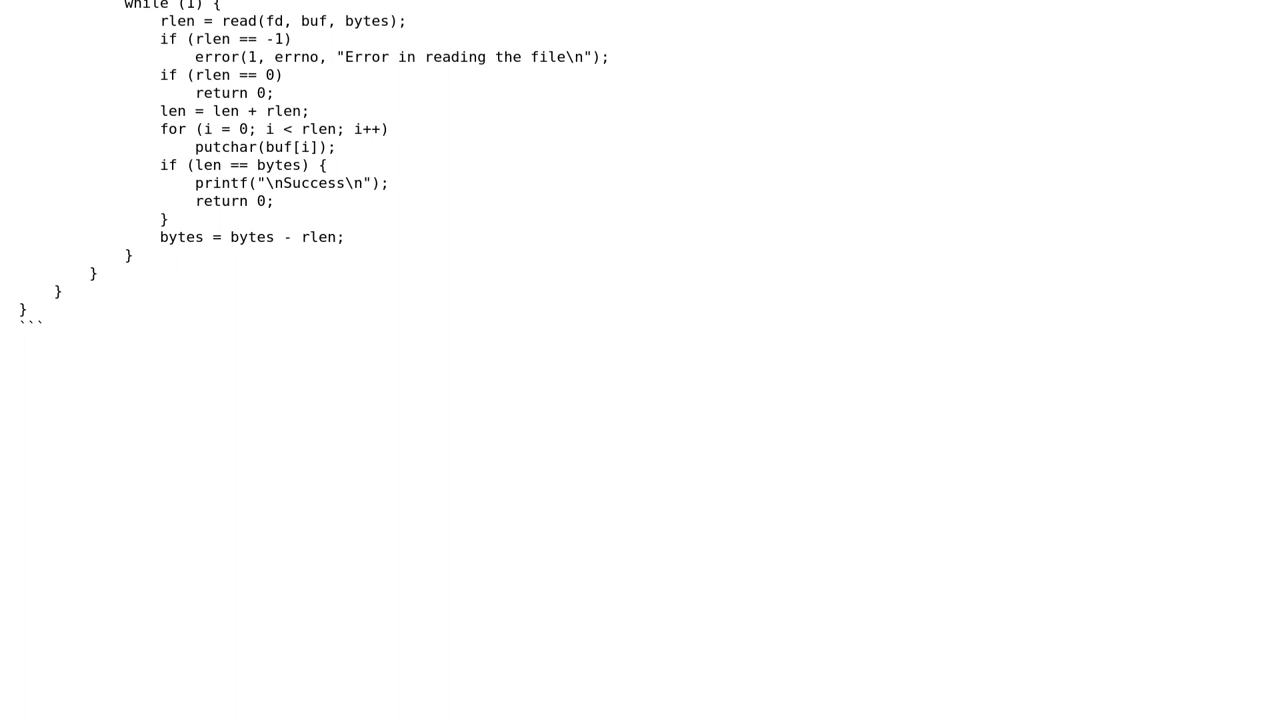 while (1) {
rlen = read(fd, buf, bytes);
if (rlen == -1)
error(1, errno, "Error in reading the file\n");
if (rlen == 0)
return 0;
len = len + rlen;
for (i = 0; i < rlen; i++)
putchar(buf[i]);
if (len == bytes) {
printf("\nSuccess\n");
return 0;
}
bytes = bytes - rlen;
}
}
}
}
```